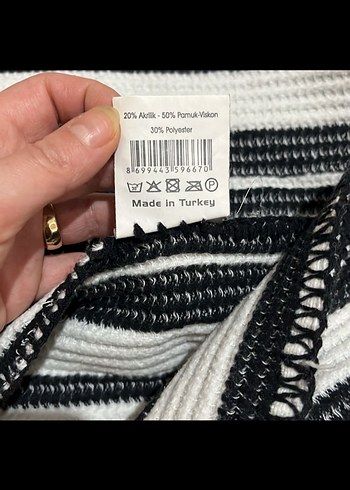 20% Akrilik - 50% Pamuk-Viskon
30% Polyester
8 699443 596670
Made in Turkey